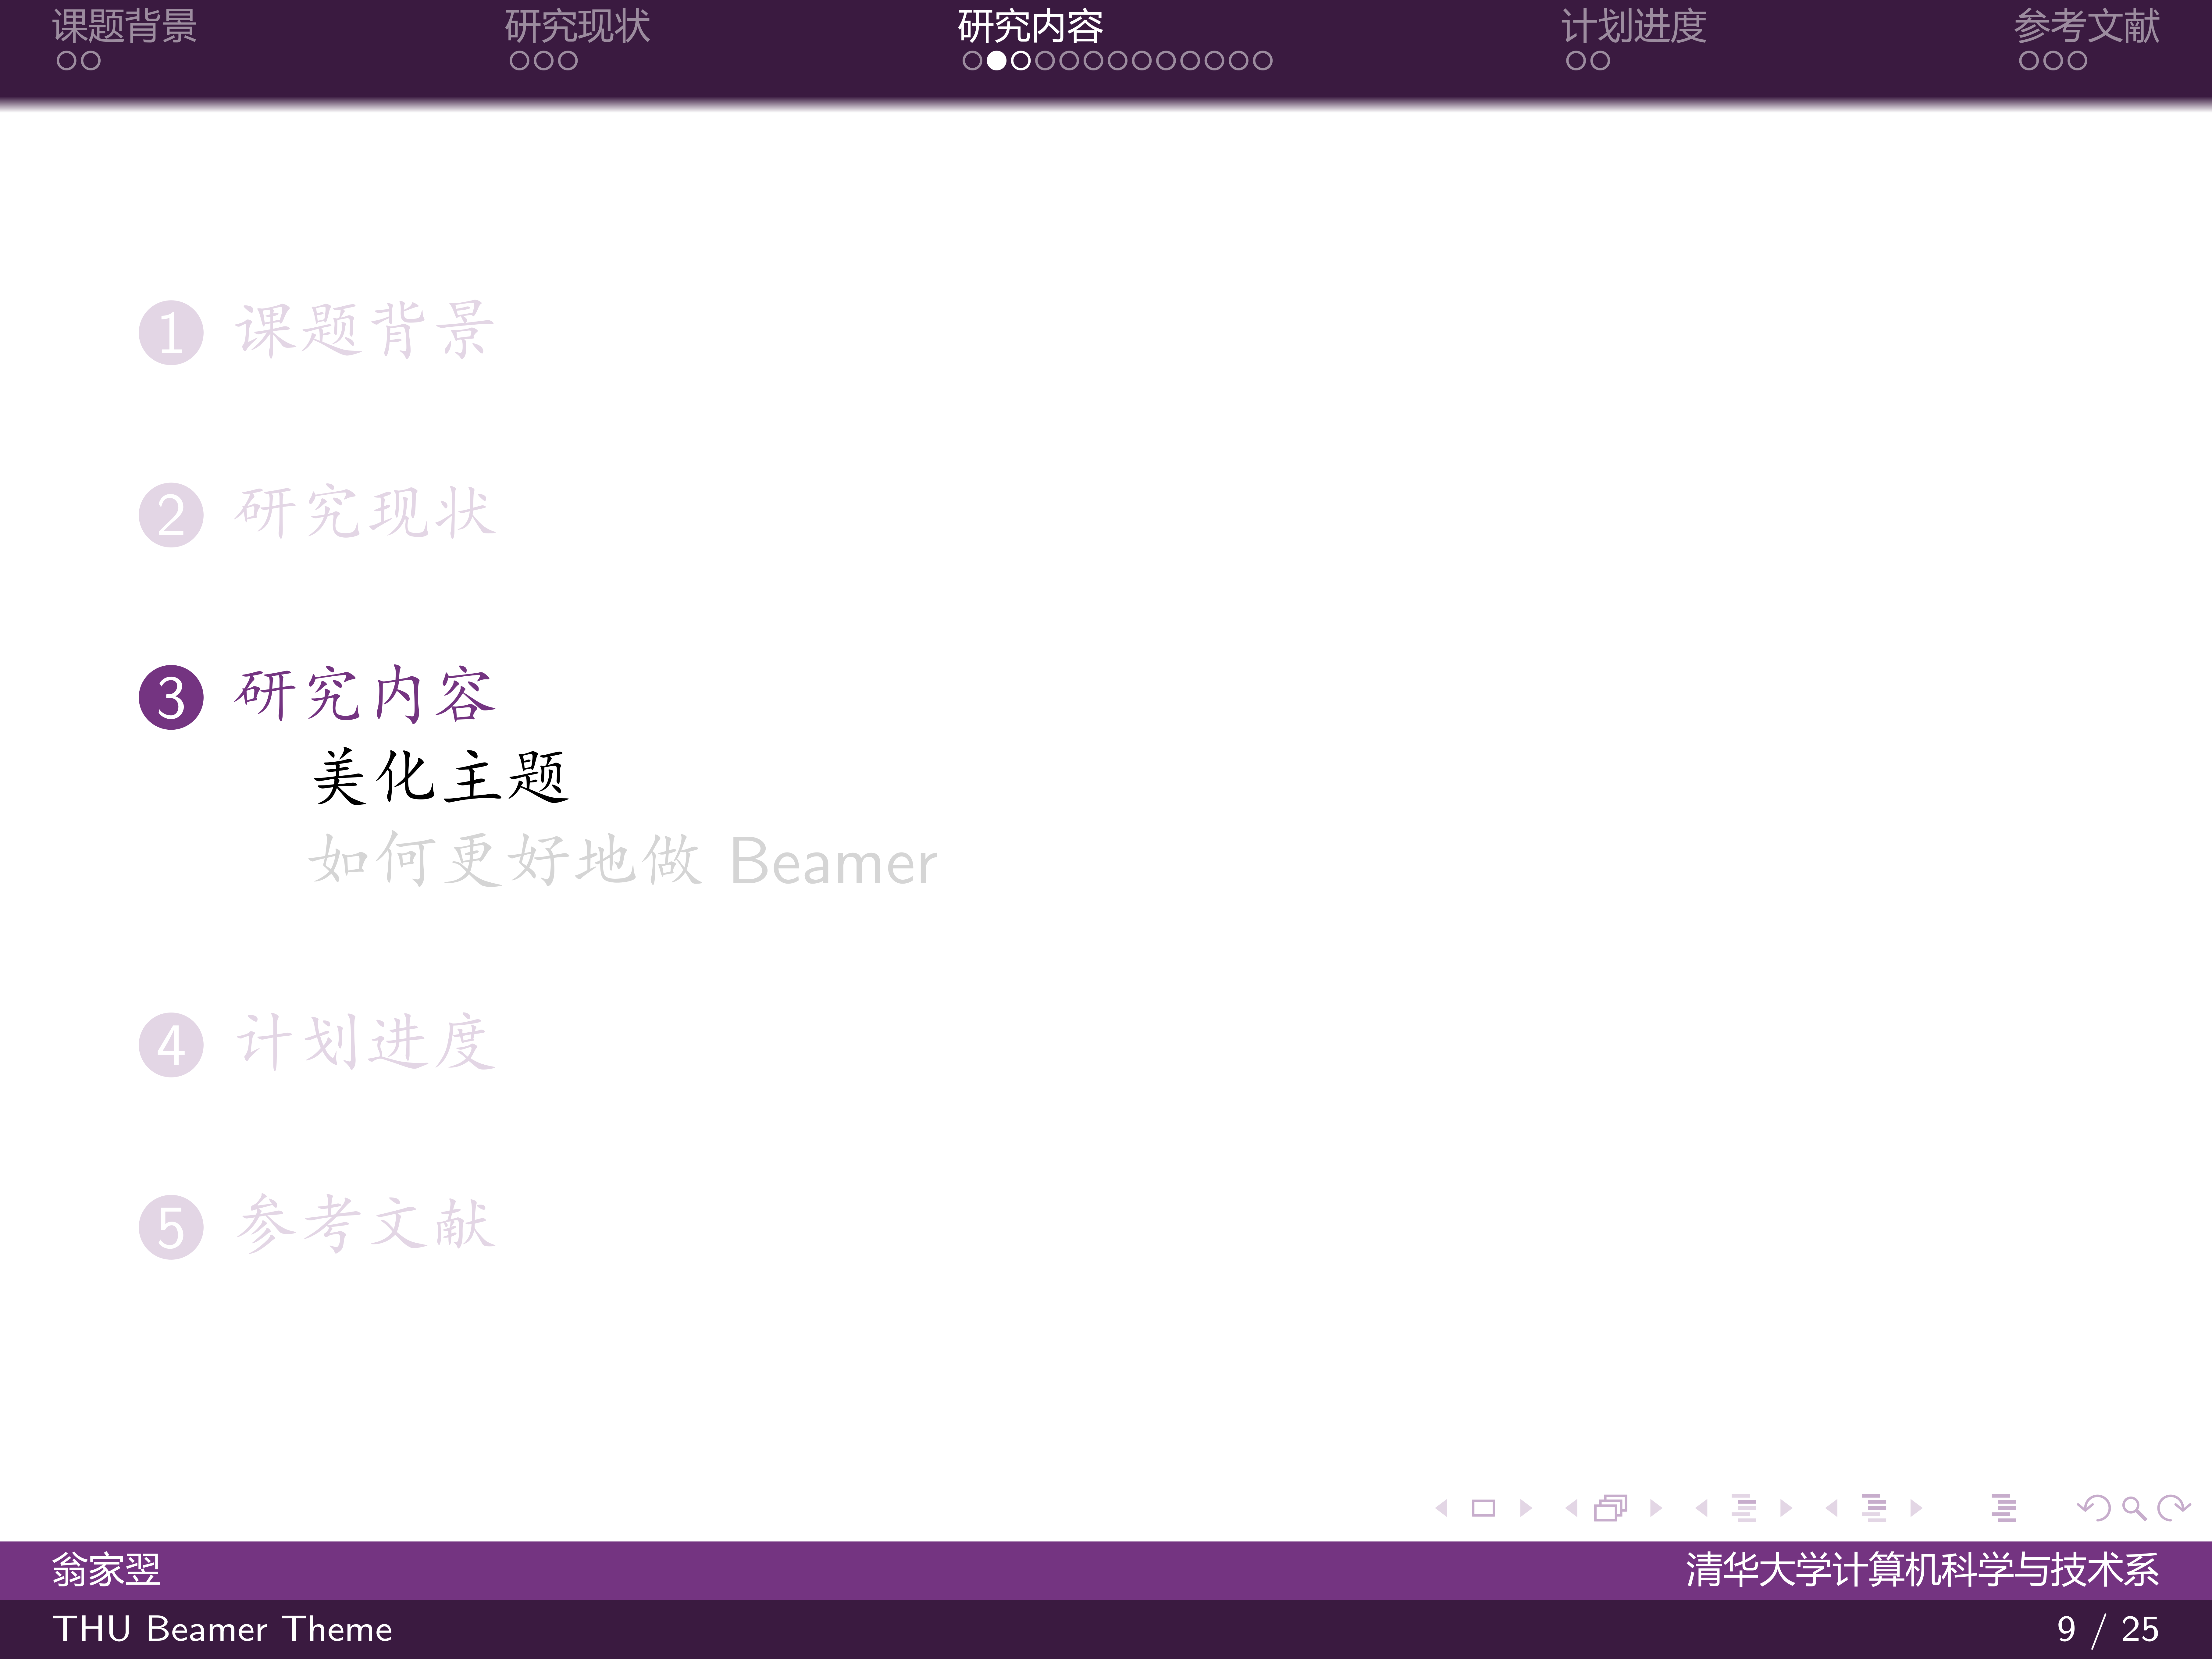 课题背景 研究现状 研究内容 计划进度 参考文献
1 课题背景
2 研究现状
3 研究内容
美化主题
如何更好地做 Beamer
4 计划进度
5 参考文献
翁家翌 清华大学计算机科学与技术系
THU Beamer Theme 9 / 25